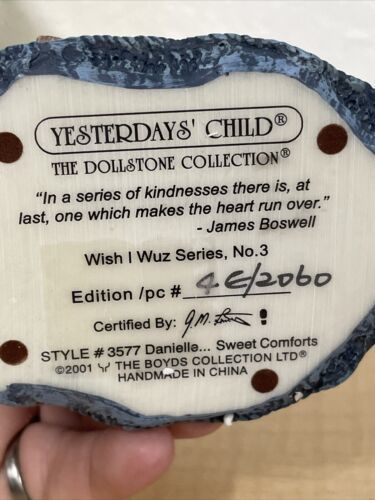 YESTERDAYS' CHILD®
THE DOLLSTONE COLLECTION®
"In a series of kindnesses there is, at
last, one which makes the heart run over."
- James Boswell
Wish I Wuz Series, No.3
Edition /pc # 4E/2060
Certified By:
STYLE # 3577 Danielle... Sweet Comforts
©2001 THE BOYDS COLLECTION LTD®
HANDMADE IN CHINA